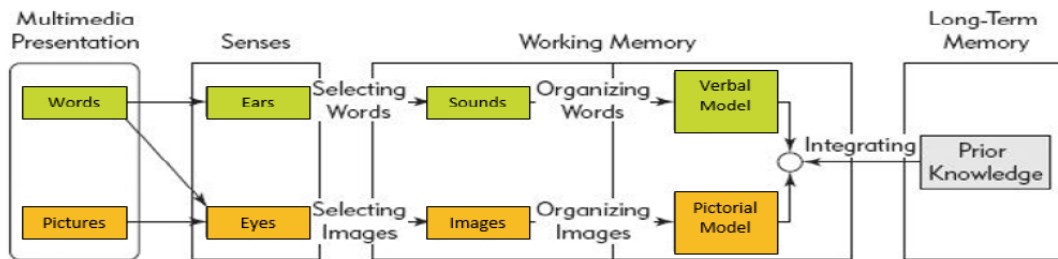 Multimedia
Presentation
Senses
Working Memory
Long-Term
Memory
Words
Ears
Selecting
Words
Sounds
Organizing
Words
Verbal
Model
Integrating
Prior
Knowledge
Pictures
Eyes
Selecting
Images
Images
Organizing
Images
Pictorial
Model